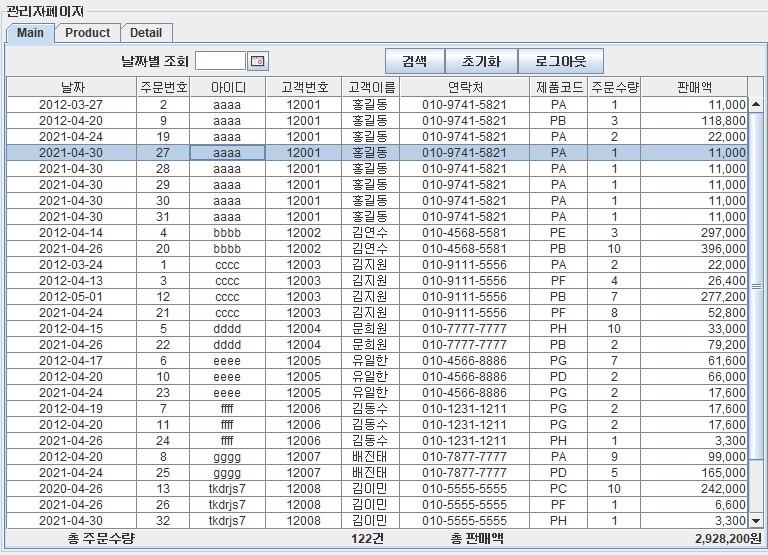 관리자페이지
Main Product Detail
날짜별 조회 검색 초기화 로그아웃
날짜 주문번호 아이디 고객번호 고객이름 연락처 제품코드 주문수량 판매액
2012-03-27 2 aaaa 12001 홍길동 010-9741-5821 PA 1 11,000
2012-04-20 9 aaaa 12001 홍길동 010-9741-5821 PB 3 118,800
2021-04-24 19 aaaa 12001 홍길동 010-9741-5821 PA 2 22,000
2021-04-30 27 aaaa 12001 홍길동 010-9741-5821 PA 1 11,000
2021-04-30 28 aaaa 12001 홍길동 010-9741-5821 PA 1 11,000
2021-04-30 29 aaaa 12001 홍길동 010-9741-5821 PA 1 11,000
2021-04-30 30 aaaa 12001 홍길동 010-9741-5821 PA 1 11,000
2021-04-30 31 aaaa 12001 홍길동 010-9741-5821 PA 1 11,000
2012-04-14 4 bbbb 12002 김연수 010-4568-5581 PE 3 297,000
2021-04-26 20 bbbb 12002 김연수 010-4568-5581 PB 10 396,000
2012-03-24 1 cccc 12003 김지원 010-9111-5556 PA 2 22,000
2012-04-13 3 cccc 12003 김지원 010-9111-5556 PF 4 26,400
2012-05-01 12 cccc 12003 김지원 010-9111-5556 PB 7 277,200
2021-04-24 21 cccc 12003 김지원 010-9111-5556 PF 8 52,800
2012-04-15 5 dddd 12004 문희원 010-7777-7777 PH 10 33,000
2021-04-26 22 dddd 12004 문희원 010-7777-7777 PB 2 79,200
2012-04-17 6 eeee 12005 유일한 010-4566-8886 PG 7 61,600
2012-04-20 10 eeee 12005 유일한 010-4566-8886 PD 2 66,000
2021-04-24 23 eeee 12005 유일한 010-4566-8886 PG 2 17,600
2012-04-19 7 ffff 12006 김동수 010-1231-1211 PG 2 17,600
2012-04-20 11 ffff 12006 김동수 010-1231-1211 PG 2 17,600
2021-04-26 24 ffff 12006 김동수 010-1231-1211 PH 1 3,300
2012-04-20 8 gggg 12007 배진태 010-7877-7777 PA 9 99,000
2021-04-24 25 gggg 12007 배진태 010-7877-7777 PD 5 165,000
2020-04-26 13 tkdrjs7 12008 김이민 010-5555-5555 PC 10 242,000
2021-04-26 26 tkdrjs7 12008 김이민 010-5555-5555 PF 1 6,600
2021-04-30 32 tkdrjs7 12008 김이민 010-5555-5555 PH 1 3,300
총 주문수량 122건 총 판매액 2,928,200원